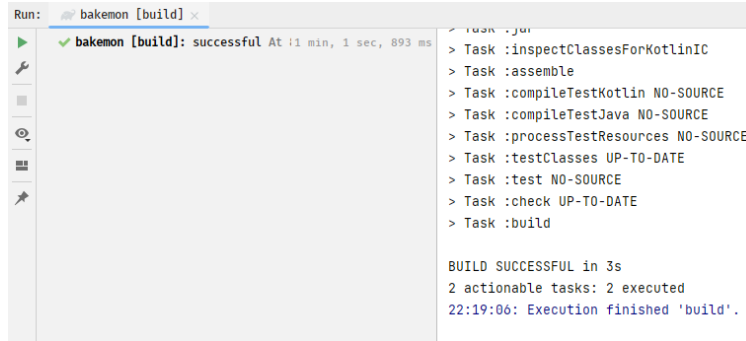 Run: bakemon [build] ×
bakemon [build]: successful At 1 min, 1 sec, 893 ms
> Task :jar
> Task :inspectClassesForKotlinIC
> Task :assemble
> Task :compileTestKotlin NO-SOURCE
> Task :compileTestJava NO-SOURCE
> Task :processTestResources NO-SOURCE
> Task :testClasses UP-TO-DATE
> Task :test NO-SOURCE
> Task :check UP-TO-DATE
> Task :build
BUILD SUCCESSFUL in 3s
2 actionable tasks: 2 executed
22:19:06: Execution finished 'build'.